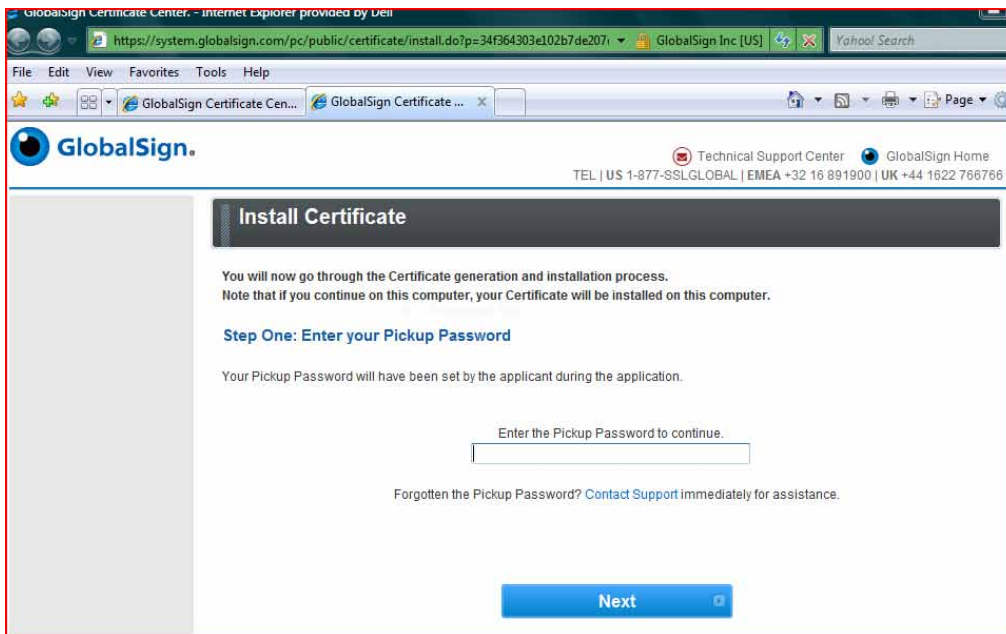 GlobalSign Certificate Center. - Internet Explorer provided by Dell
https://system.globalsign.com/pc/public/certificate/install.do?p=34f364303e102b7de207 GlobalSign Inc [US] Yahoo! Search
File Edit View Favorites Tools Help
GlobalSign Certificate Cen... GlobalSign Certificate ... Page
GlobalSign.
Technical Support Center GlobalSign Home
TEL | US 1-877-SSLGLOBAL | EMEA +32 16 891900 | UK +44 1622 766766
Install Certificate
You will now go through the Certificate generation and installation process.
Note that if you continue on this computer, your Certificate will be installed on this computer.
Step One: Enter your Pickup Password
Your Pickup Password will have been set by the applicant during the application.
Enter the Pickup Password to continue.
Forgotten the Pickup Password? Contact Support immediately for assistance.
Next